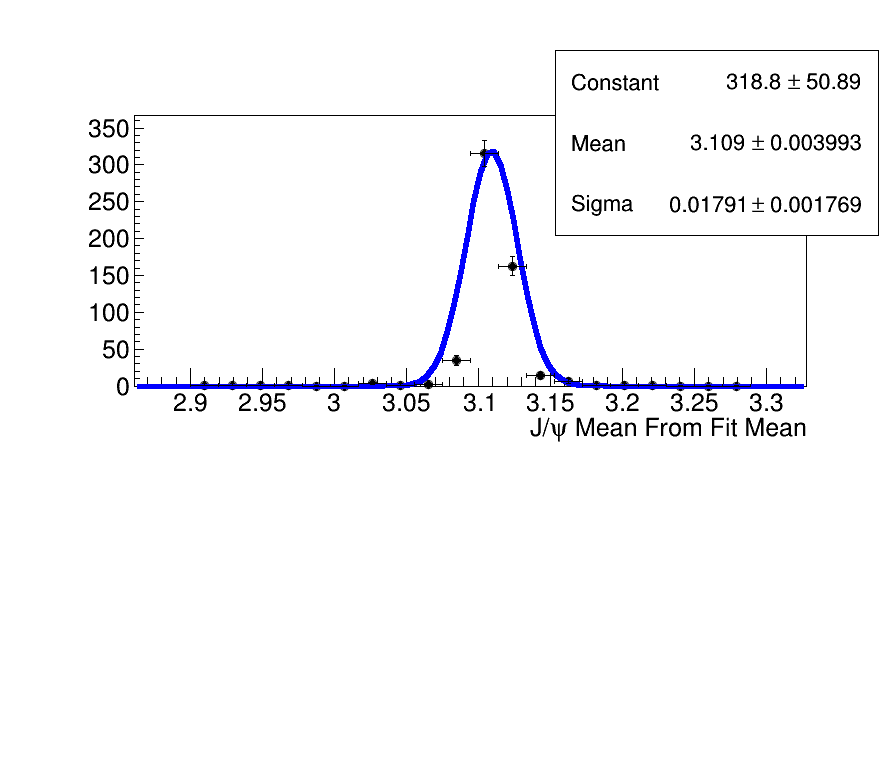 Constant 318.8 ± 50.89
Mean 3.109 ± 0.003993
Sigma 0.01791 ± 0.001769
350
300
250
200
150
100
50
0
2.9 2.95 3 3.05 3.1 3.15 3.2 3.25 3.3
J/ψ Mean From Fit Mean